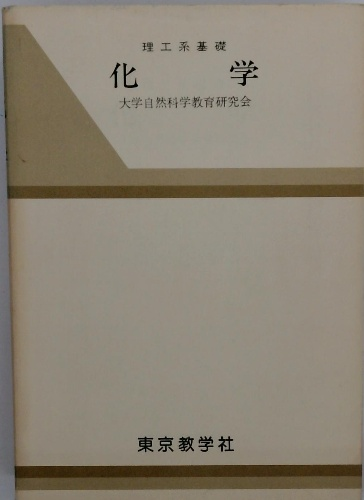 理工系基礎
化学
大学自然科学教育研究会
東京教学社